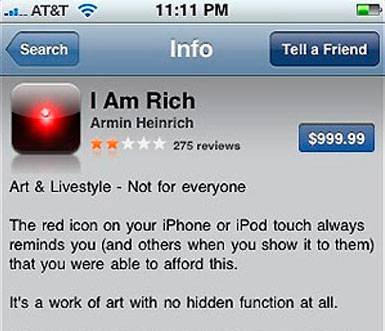 AT&T 11:11 PM
Search Info Tell a Friend
I Am Rich
Armin Heinrich
275 reviews $999.99
Art & Livestyle - Not for everyone
The red icon on your iPhone or iPod touch always
reminds you (and others when you show it to them)
that you were able to afford this.
It's a work of art with no hidden function at all.